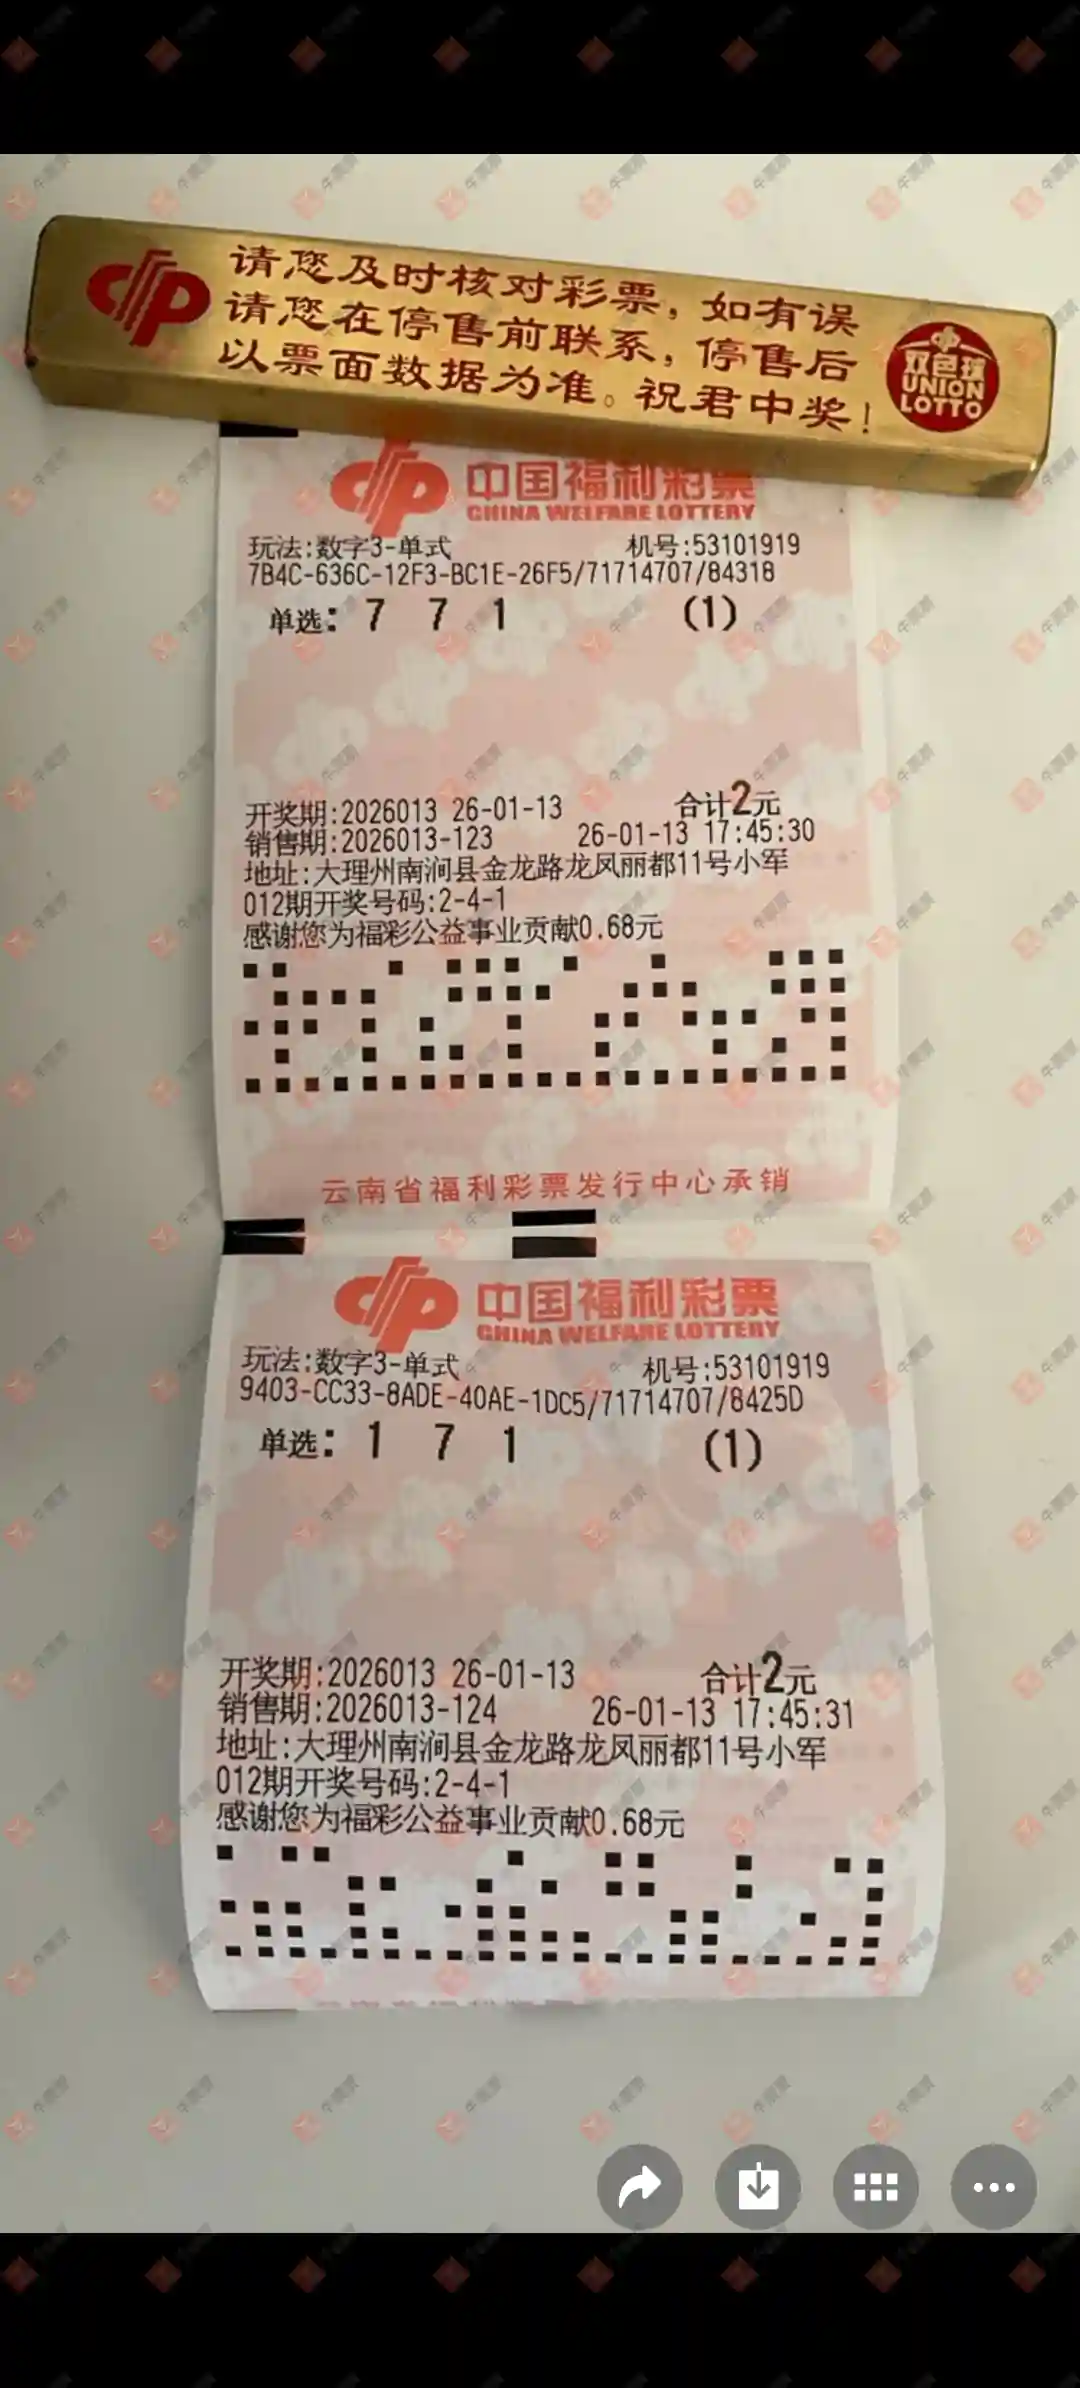 请您及时核对彩票，如有误
请您在停售前联系，停售后
以票面数据为准。祝君中奖！
双色球
UNION
LOTTO
中国福利彩票
CHINA WELFARE LOTTERY
玩法:数字3-单式 机号:53101919
7B4C-636C-12F3-BC1E-26F5/71714707/84318
单选: 7 7 1 (1)
开奖期:2026013 26-01-13 合计2元
销售期:2026013-123 26-01-13 17:45:30
地址:大理州南涧县金龙路龙凤丽都11号小军
012期开奖号码:2-4-1
感谢您为福彩公益事业贡献0.68元
云南省福利彩票发行中心承销
中国福利彩票
CHINA WELFARE LOTTERY
玩法:数字3-单式 机号:53101919
9403-CC33-8ADE-40AE-1DC5/71714707/8425D
单选: 1 7 1 (1)
开奖期:2026013 26-01-13 合计2元
销售期:2026013-124 26-01-13 17:45:31
地址:大理州南涧县金龙路龙凤丽都11号小军
012期开奖号码:2-4-1
感谢您为福彩公益事业贡献0.68元